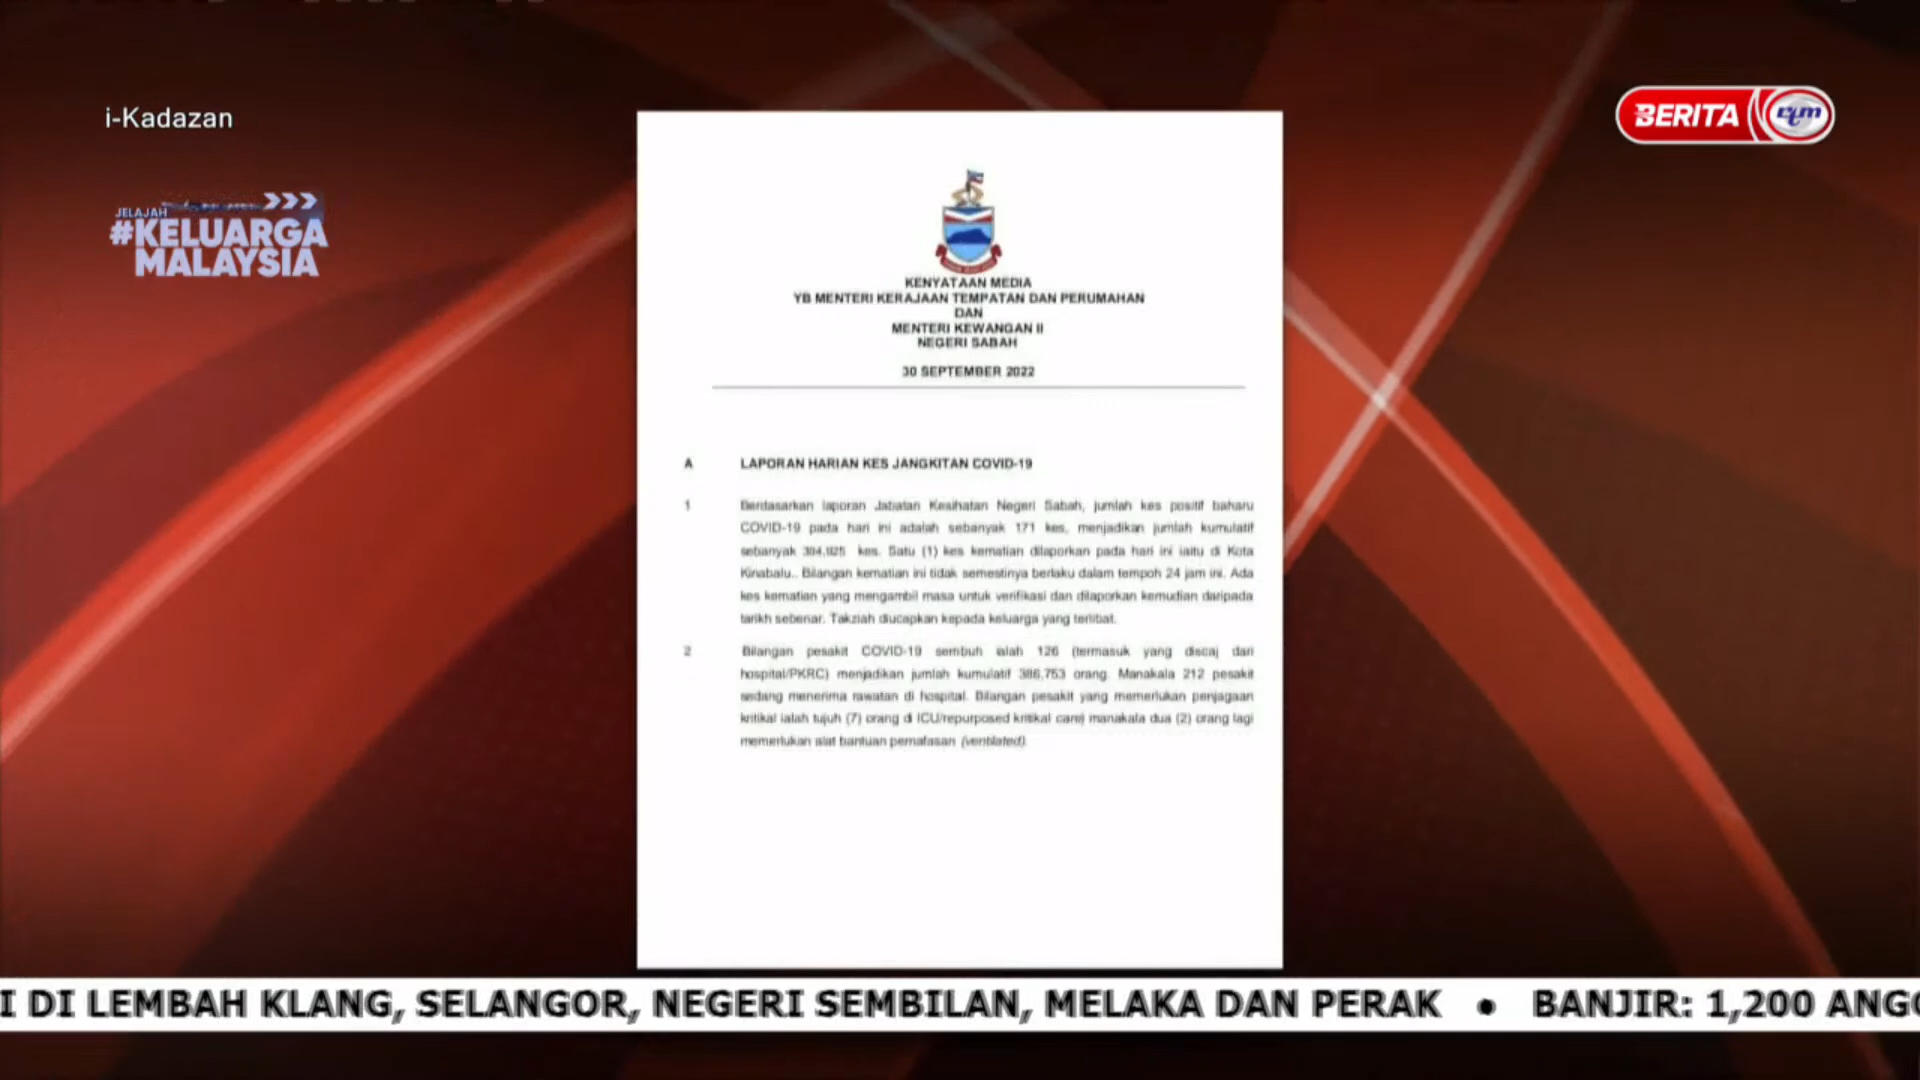 i-Kadazan
BERITA rtm
JELAJAH
#KELUARGA
MALAYSIA
KENYATAAN MEDIA
YB MENTERI KERAJAAN TEMPATAN DAN PERUMAHAN
DAN
MENTERI KEWANGAN II
NEGERI SABAH
30 SEPTEMBER 2022
A LAPORAN HARIAN KES JANGKITAN COVID-19
1 Berdasarkan laporan Jabatan Kesihatan Negeri Sabah, jumlah kes positif baharu
COVID-19 pada hari ini adalah sebanyak 171 kes, menjadikan jumlah kumulatif
sebanyak kes. Satu (1) kes kematian dilaporkan pada hari ini iaitu di Kota
Kinabalu.. Bilangan kematian ini tidak semestinya berlaku dalam tempoh 24 jam ini. Ada
kes kematian yang mengambil masa untuk verifikasi dan dilaporkan kemudian daripada
tarikh sebenar. Takziah diucapkan kepada keluarga yang terlibat.
2 Bilangan pesakit COVID-19 sembuh ialah 126 (termasuk yang discaj dari
hospital/PKRC) menjadikan jumlah kumulatif 386,753 orang. Manakala 212 pesakit
sedang menerima rawatan di hospital. Bilangan pesakit yang memerlukan penjagaan
kritikal ialah tujuh (7) orang di ICU/repurposed kritikal care) manakala dua (2) orang lagi
memerlukan alat bantuan pernafasan (ventilated).
I DI LEMBAH KLANG, SELANGOR, NEGERI SEMBILAN, MELAKA DAN PERAK • BANJIR: 1,200 ANGG